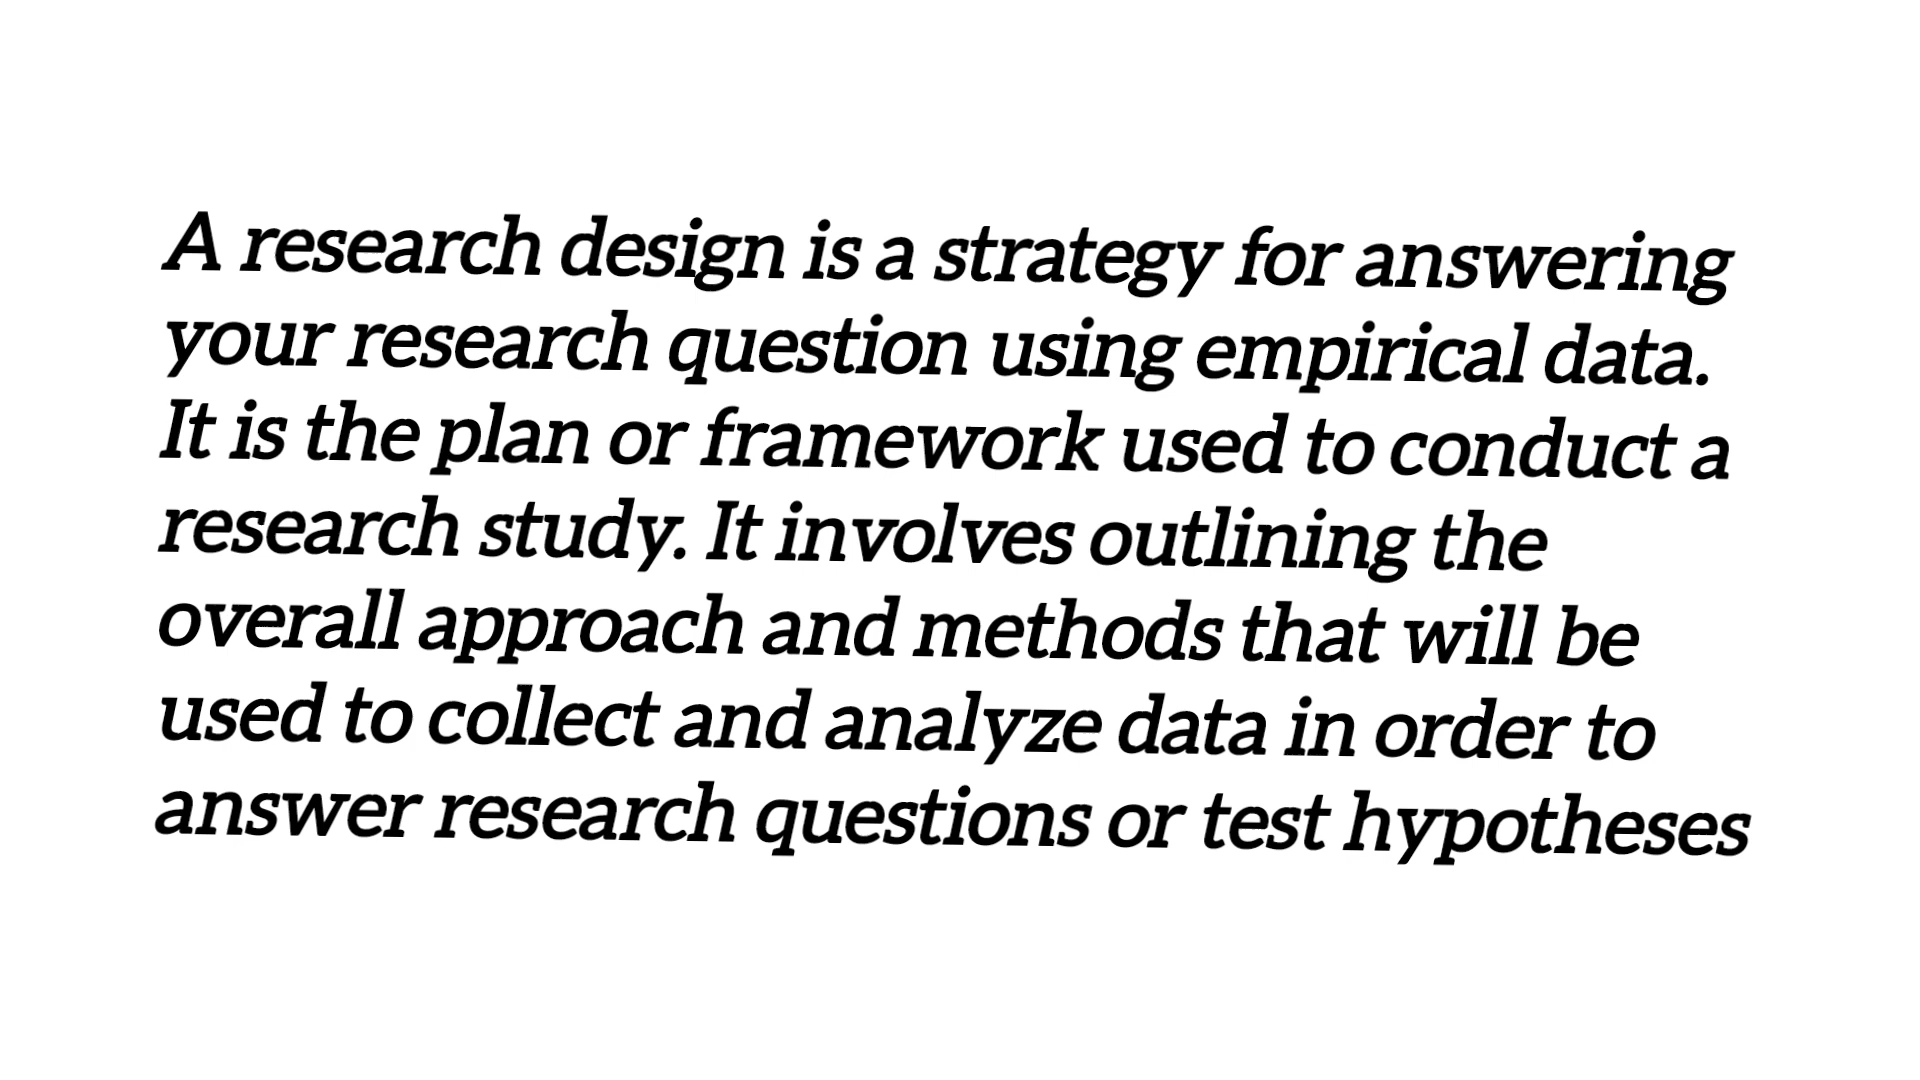 A research design is a strategy for answering
your research question using empirical data.
It is the plan or framework used to conduct a
research study. It involves outlining the
overall approach and methods that will be
used to collect and analyze data in order to
answer research questions or test hypotheses